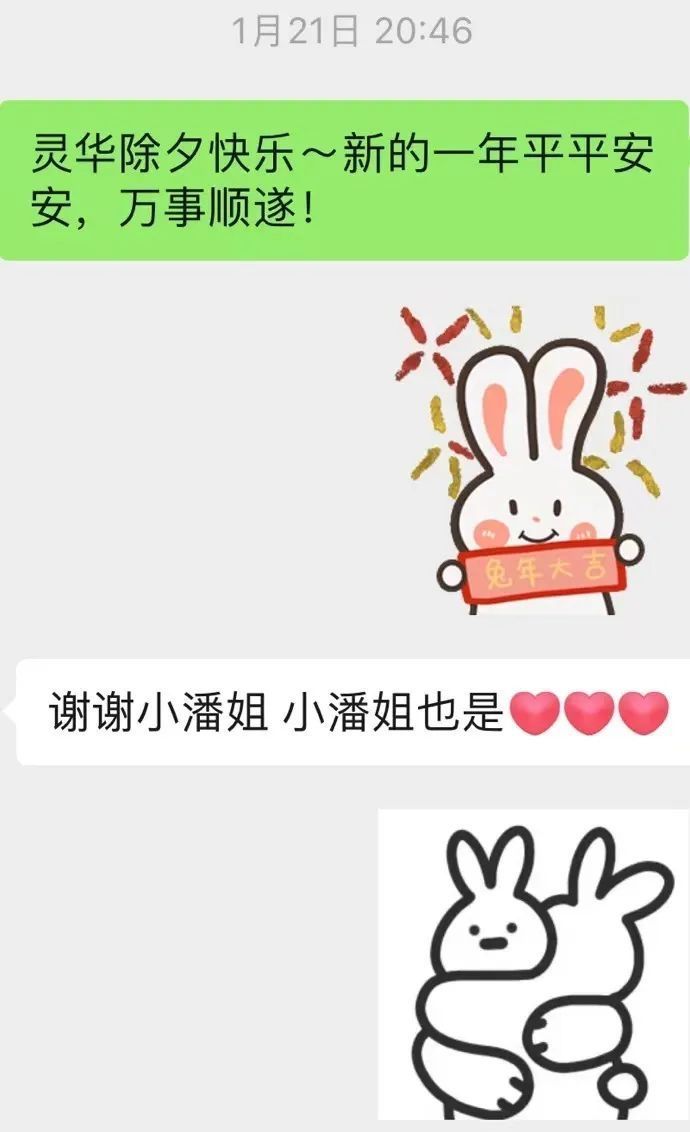 1月21日 20:46
灵华除夕快乐～新的一年平平安
安，万事顺遂！
兔年大吉
谢谢小潘姐 小潘姐也是❤❤❤